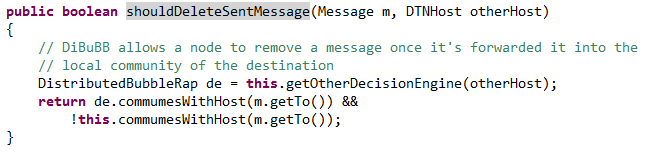 public boolean shouldDeleteSentMessage(Message m, DTNHost otherHost)
{
    // DiBuBB allows a node to remove a message once it's forwarded it into the
    // local community of the destination
    DistributedBubbleRap de = this.getOtherDecisionEngine(otherHost);
    return de.commumesWithHost(m.getTo()) &&
        !this.commumesWithHost(m.getTo());
}